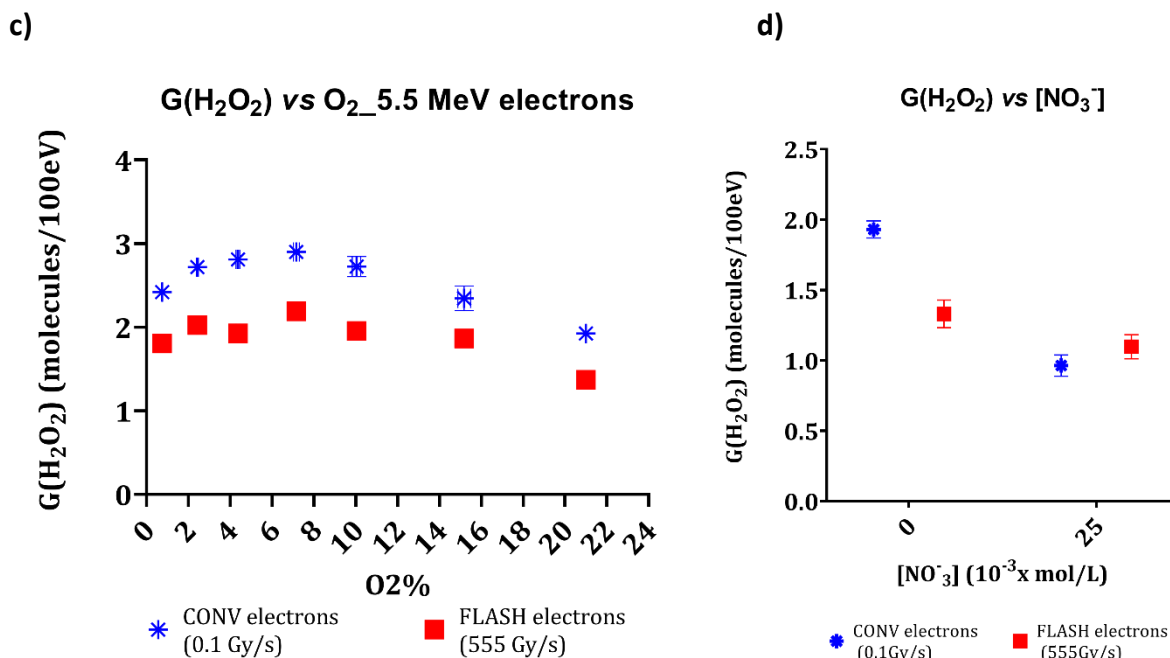 c)
G(H₂O₂) vs O₂_5.5 MeV electrons
G(H₂O₂) (molecules/100eV)
4
3
2
1
0
0 2 4 6 8 10 12 14 16 18 20 22 24
O2%
CONV electrons
(0.1 Gy/s)
FLASH electrons
(555 Gy/s)
d)
G(H₂O₂) vs [NO₃⁻]
G(H₂O₂) (molecules/100eV)
2.5
2.0
1.5
1.0
0.5
0.0
0 25
[NO⁻₃] (10⁻³x mol/L)
CONV electrons
(0.1Gy/s)
FLASH electrons
(555Gy/s)